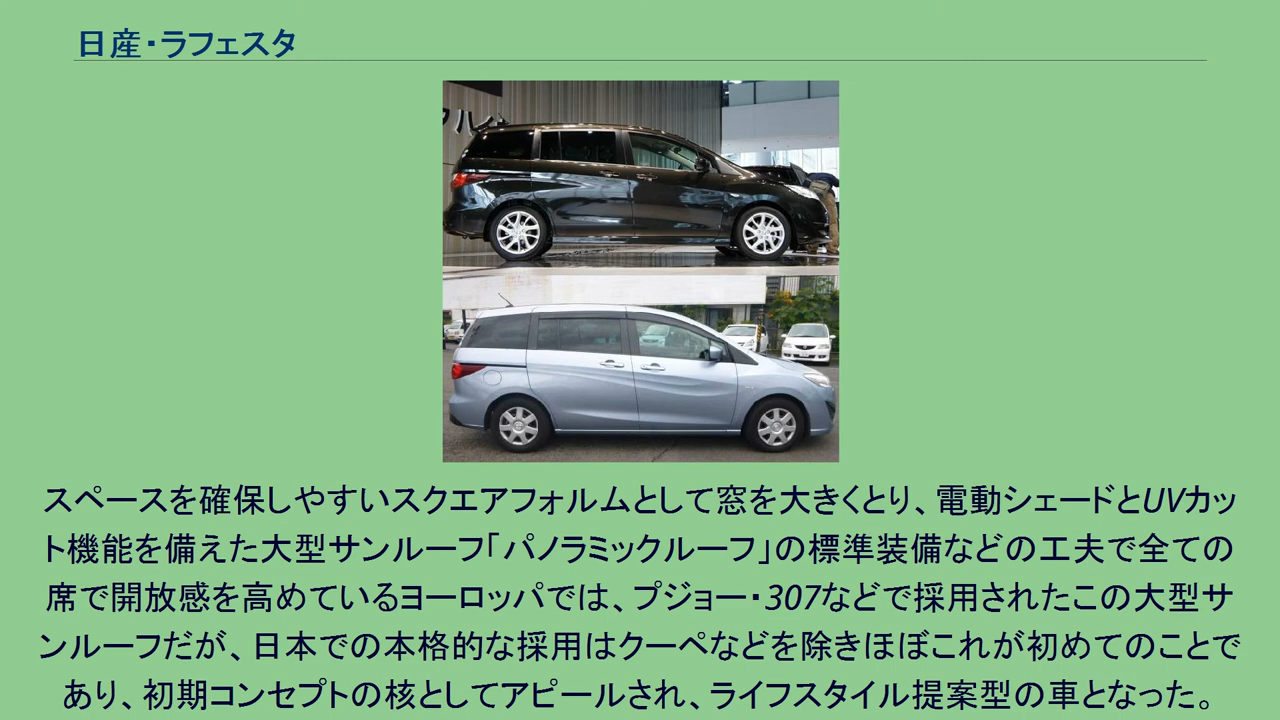 日産・ラフェスタ
スペースを確保しやすいスクエアフォルムとして窓を大きくとり、電動シェードとUVカッ
ト機能を備えた大型サンルーフ「パノラミックルーフ」の標準装備などの工夫で全ての
席で開放感を高めているヨーロッパでは、プジョー・307などで採用されたこの大型サ
ンルーフだが、日本での本格的な採用はクーペなどを除きほぼこれが初めてのことで
あり、初期コンセプトの核としてアピールされ、ライフスタイル提案型の車となった。